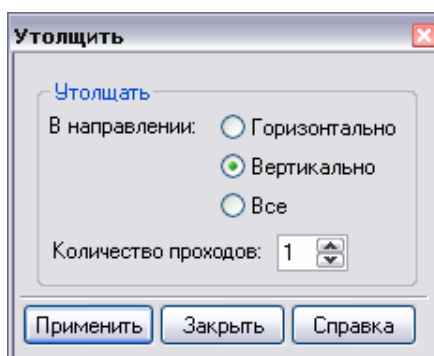 Утолщить
Утолщать
В направлении: Горизонтально
Вертикально
Все
Количество проходов: 1
Применить Закрыть Справка